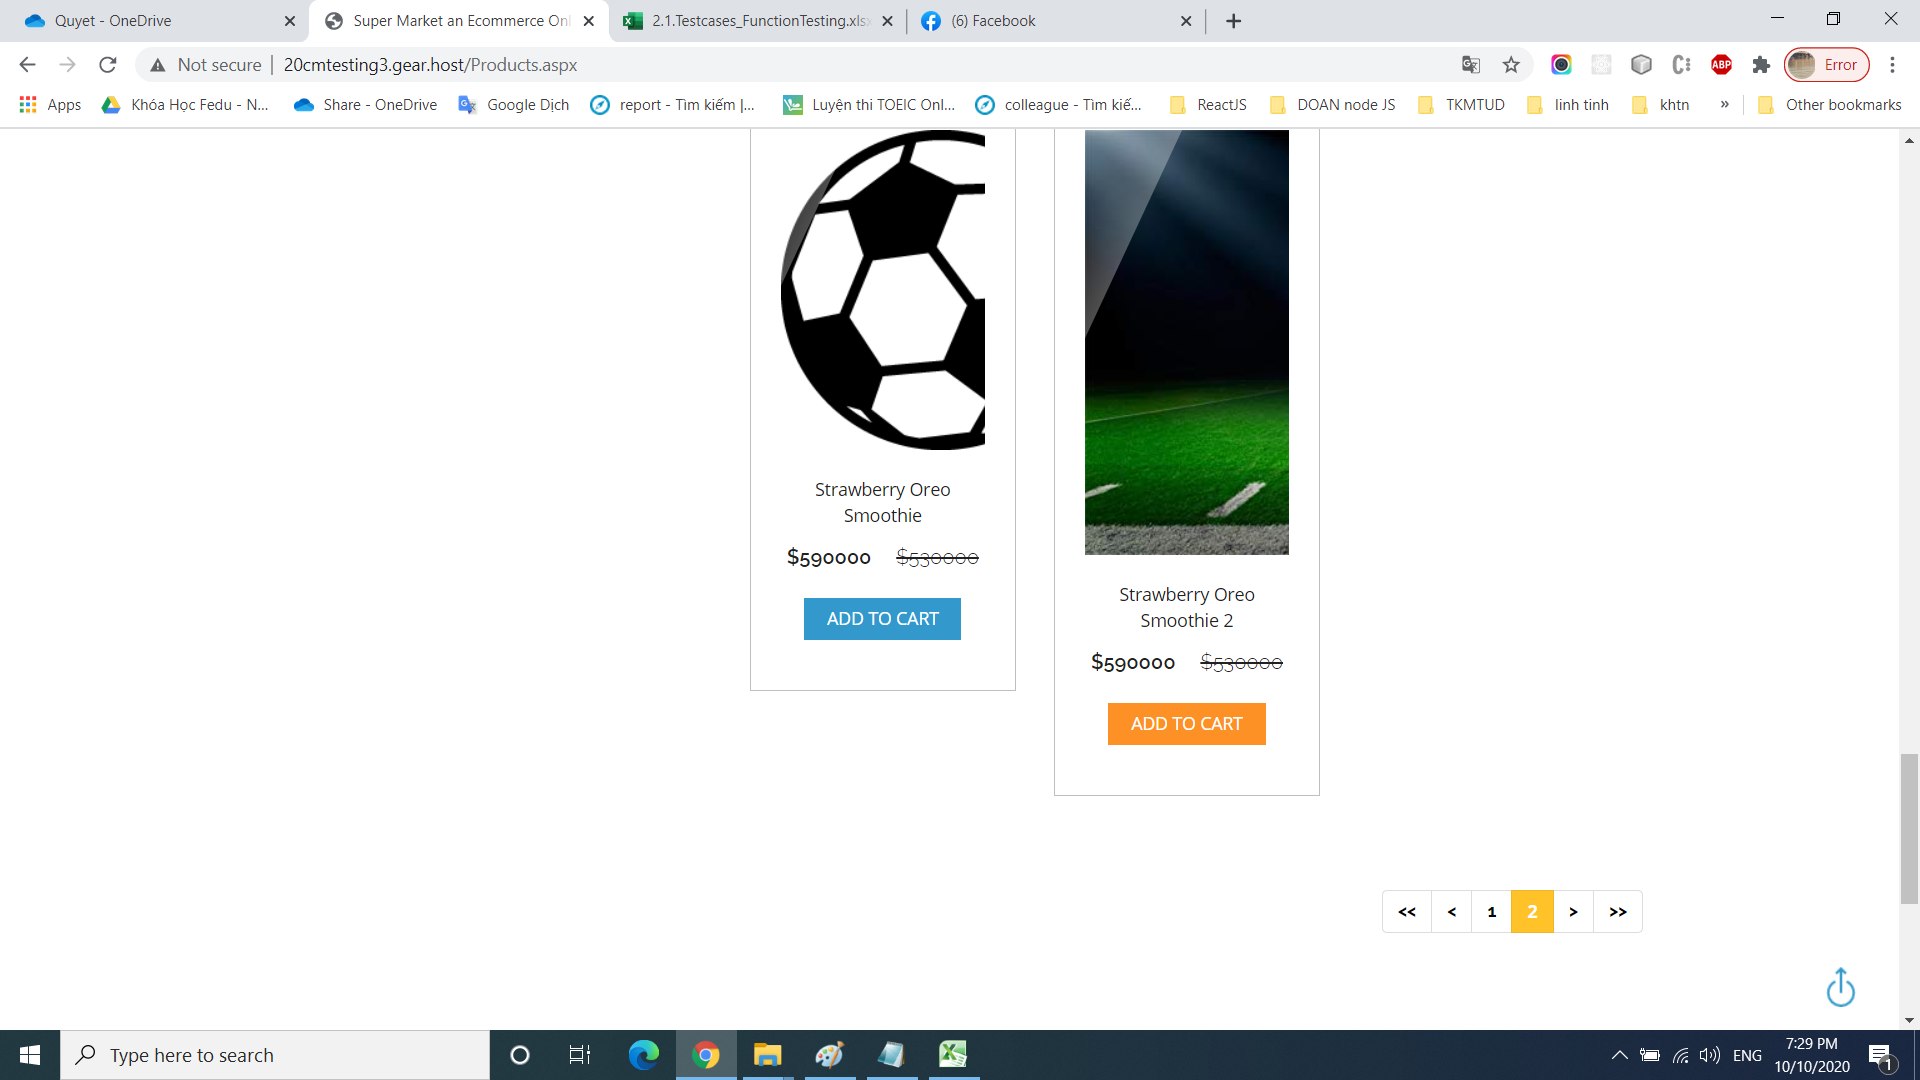 Quyet - OneDrive
Super Market an Ecommerce Onl
2.1.Testcases_FunctionTesting.xlsx
(6) Facebook
Not secure
20cmtesting3.gear.host/Products.aspx
ABP
Error
Apps
Khóa Học Fedu - N...
Share - OneDrive
Google Dịch
report - Tìm kiếm |...
Luyện thi TOEIC Onl...
colleague - Tìm kiế...
ReactJS
DOAN node JS
TKMTUD
linh tinh
khtn
»
Other bookmarks
Strawberry Oreo
Smoothie
$590000 $530000
ADD TO CART
Strawberry Oreo
Smoothie 2
$590000 $530000
ADD TO CART
<< < 1 2 > >>
Type here to search
ENG
7:29 PM
10/10/2020
1